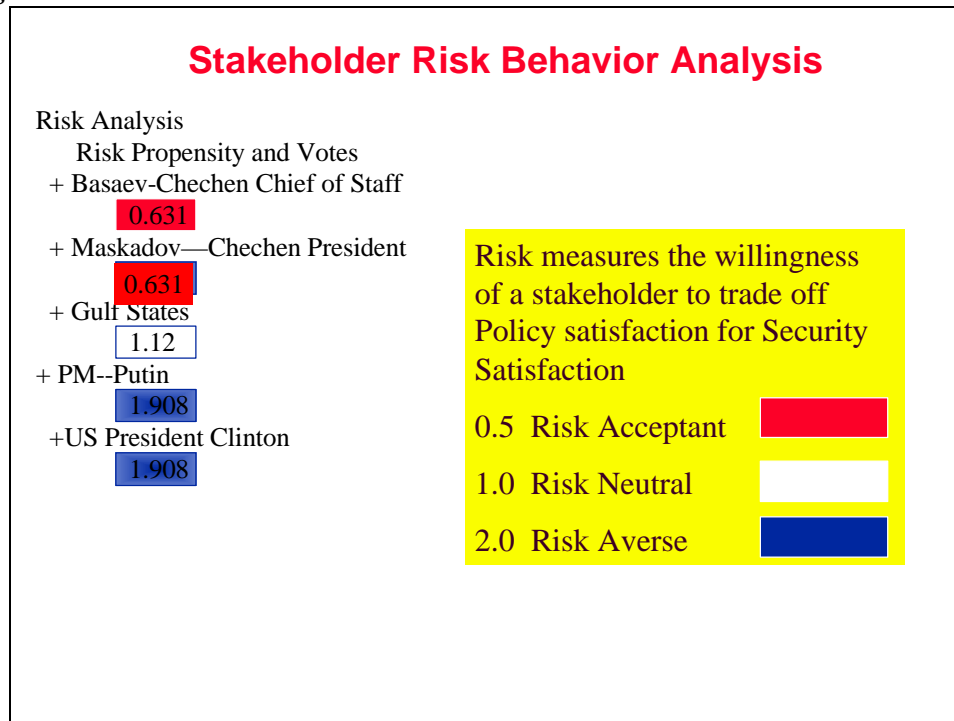 Stakeholder Risk Behavior Analysis
Risk Analysis
Risk Propensity and Votes
+ Basaev-Chechen Chief of Staff
0.631
+ Maskadov—Chechen President
0.631
+ Gulf States
1.12
+ PM--Putin
1.908
+US President Clinton
1.908
Risk measures the willingness
of a stakeholder to trade off
Policy satisfaction for Security
Satisfaction
0.5 Risk Acceptant
1.0 Risk Neutral
2.0 Risk Averse